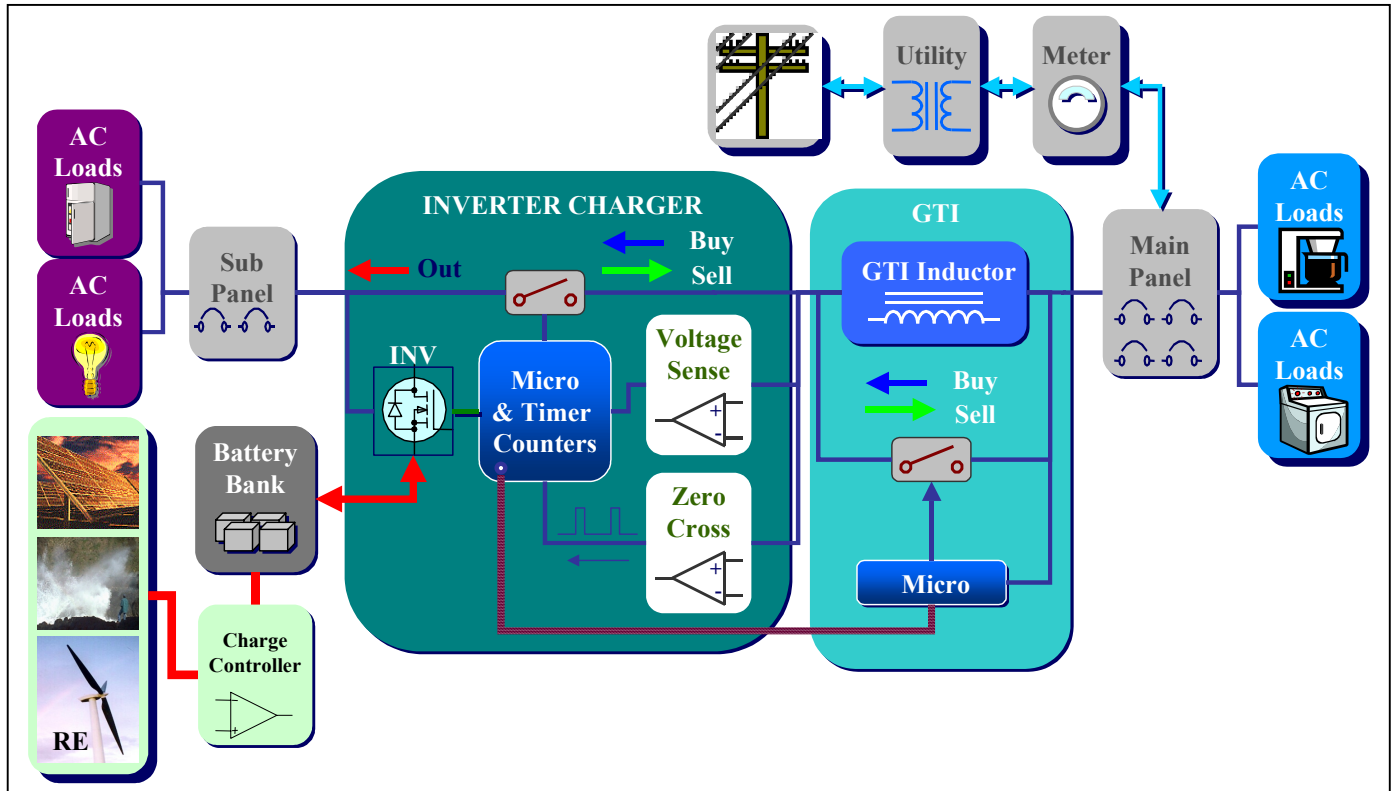 Utility
Meter
AC
Loads
AC
Loads
Sub
Panel
INVERTER CHARGER
Out
Buy
Sell
INV
Micro
& Timer
Counters
Voltage
Sense
+
-
Zero
Cross
+
-
GTI
GTI Inductor
Buy
Sell
Micro
Main
Panel
AC
Loads
AC
Loads
Battery
Bank
Charge
Controller
RE